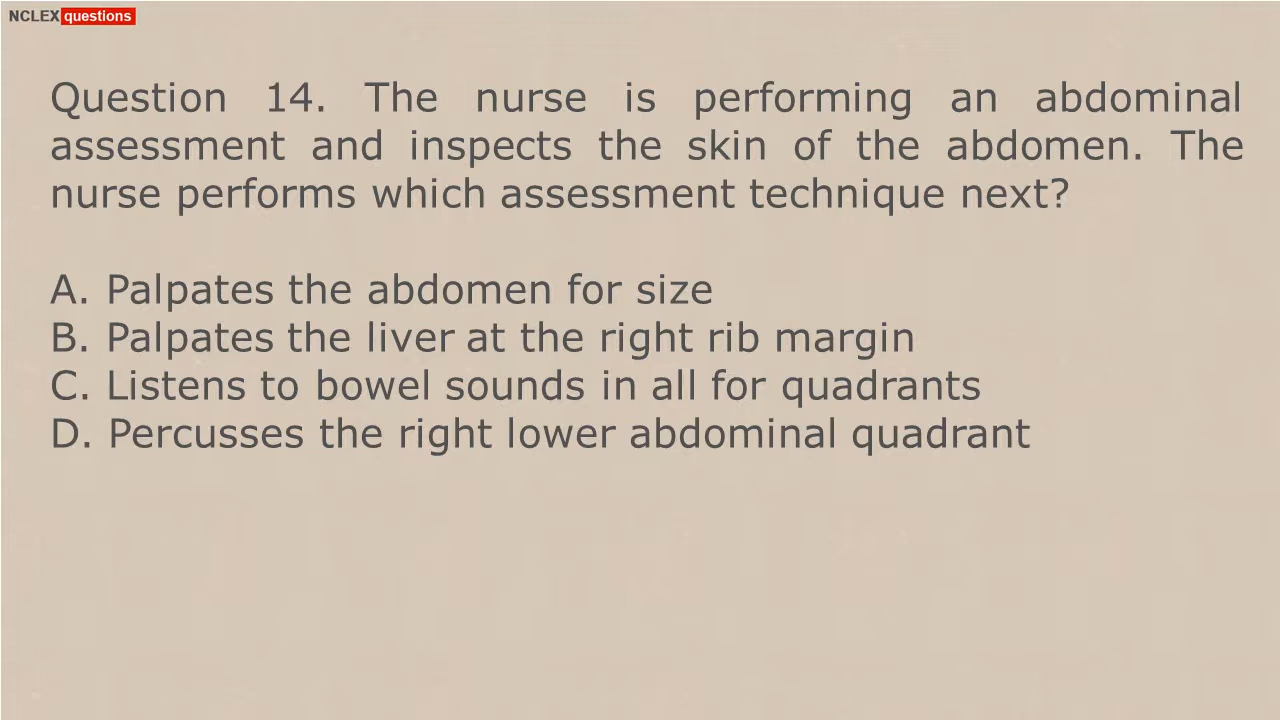 NCLEX questions
Question 14. The nurse is performing an abdominal
assessment and inspects the skin of the abdomen. The
nurse performs which assessment technique next?
A. Palpates the abdomen for size
B. Palpates the liver at the right rib margin
C. Listens to bowel sounds in all for quadrants
D. Percusses the right lower abdominal quadrant